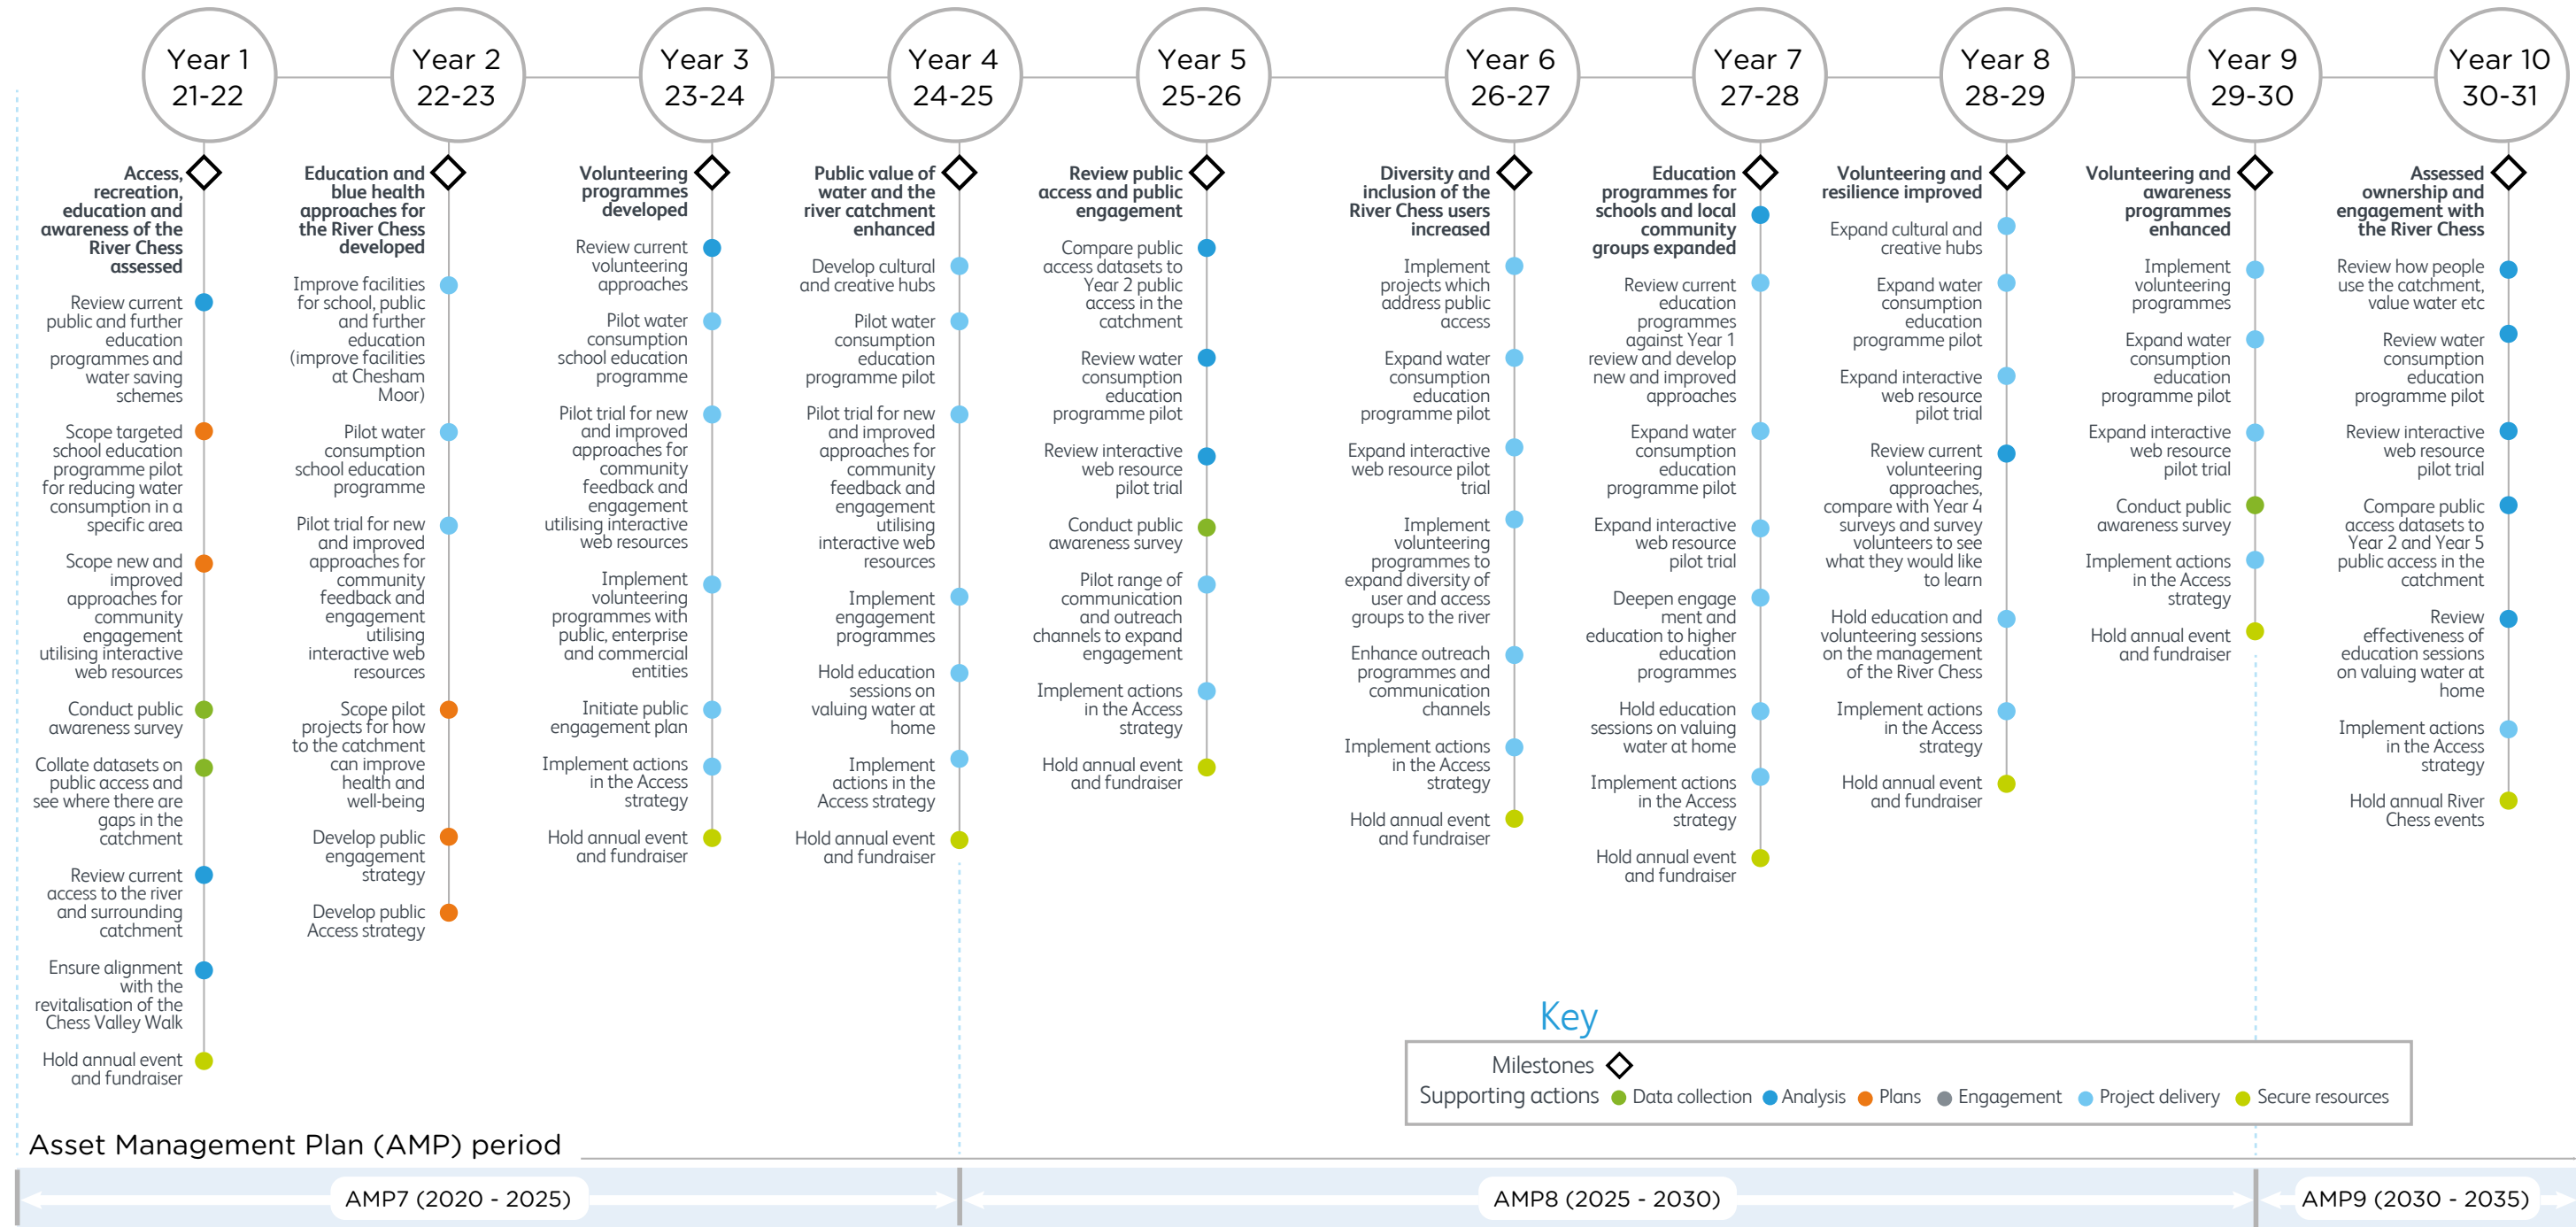 Year 1
21-22
Year 2
22-23
Year 3
23-24
Year 4
24-25
Year 5
25-26
Year 6
26-27
Year 7
27-28
Year 8
28-29
Year 9
29-30
Year 10
30-31
Access,
recreation,
education and
awareness of the
River Chess
assessed
Review current
public and further
education
programmes and
water saving
schemes
Scope targeted
school education
programme pilot
for reducing water
consumption in a
specific area
Scope new and
improved
approaches for
community
engagement
utilising interactive
web resources
Conduct public
awareness survey
Collate datasets on
public access and
see where there are
gaps in the
catchment
Review current
access to the river
and surrounding
catchment
Ensure alignment
with the
revitalisation of the
Chess Valley Walk
Hold annual event
and fundraiser
Education and
blue health
approaches for
the River Chess
developed
Improve facilities
for school, public
and further
education
(improve facilities
at Chesham
Moor)
Pilot water
consumption
school education
programme
Pilot trial for new
and improved
approaches for
community
feedback and
engagement
utilising
interactive web
resources
Scope pilot
projects for how
to the catchment
can improve
health and
well-being
Develop public
engagement
strategy
Develop public
Access strategy
Volunteering
programmes
developed
Review current
volunteering
approaches
Pilot water
consumption
school education
programme
Pilot trial for new
and improved
approaches for
community
feedback and
engagement
utilising interactive
web resources
Implement
volunteering
programmes with
public, enterprise
and commercial
entities
Initiate public
engagement plan
Implement actions
in the Access
strategy
Hold annual event
and fundraiser
Public value of
water and the
river catchment
enhanced
Develop cultural
and creative hubs
Pilot water
consumption
education
programme pilot
Pilot trial for new
and improved
approaches for
community
feedback and
engagement
utilising
interactive web
resources
Implement
engagement
programmes
Hold education
sessions on
valuing water at
home
Implement
actions in the
Access strategy
Hold annual event
and fundraiser
Review public
access and public
engagement
Compare public
access datasets to
Year 2 public
access in the
catchment
Review water
consumption
education
programme pilot
Review interactive
web resource
pilot trial
Conduct public
awareness survey
Pilot range of
communication
and outreach
channels to expand
engagement
Implement actions
in the Access
strategy
Hold annual event
and fundraiser
Diversity and
inclusion of the
River Chess users
increased
Implement
projects which
address public
access
Expand water
consumption
education
programme pilot
Expand interactive
web resource pilot
trial
Implement
volunteering
programmes to
expand diversity of
user and access
groups to the river
Enhance outreach
programmes and
communication
channels
Implement actions
in the Access
strategy
Hold annual event
and fundraiser
Education
programmes for
schools and local
community
groups expanded
Review current
education
programmes
against Year 1
review and develop
new and improved
approaches
Expand water
consumption
education
programme pilot
Expand interactive
web resource
pilot trial
Deepen engage
ment and
education to higher
education
programmes
Hold education
sessions on valuing
water at home
Implement actions
in the Access
strategy
Hold annual event
and fundraiser
Volunteering and
resilience improved
Expand cultural and
creative hubs
Expand water
consumption
education
programme pilot
Expand interactive
web resource
pilot trial
Review current
volunteering
approaches,
compare with Year 4
surveys and survey
volunteers to see
what they would like
to learn
Hold education and
volunteering sessions
on the management
of the River Chess
Implement actions
in the Access
strategy
Hold annual event
and fundraiser
Volunteering and
awareness
programmes
enhanced
Implement
volunteering
programmes
Expand water
consumption
education
programme pilot
Expand interactive
web resource
pilot trial
Conduct public
awareness survey
Implement actions
in the Access
strategy
Hold annual event
and fundraiser
Assessed
ownership and
engagement with
the River Chess
Review how people
use the catchment,
value water etc
Review water
consumption
education
programme pilot
Review interactive
web resource
pilot trial
Compare public
access datasets to
Year 2 and Year 5
public access in the
catchment
Review
effectiveness of
education sessions
on valuing water at
home
Implement actions
in the Access
strategy
Hold annual River
Chess events
Key
Milestones
Supporting actions Data collection Analysis Plans Engagement Project delivery Secure resources
Asset Management Plan (AMP) period
AMP7 (2020 - 2025)
AMP8 (2025 - 2030)
AMP9 (2030 - 2035)